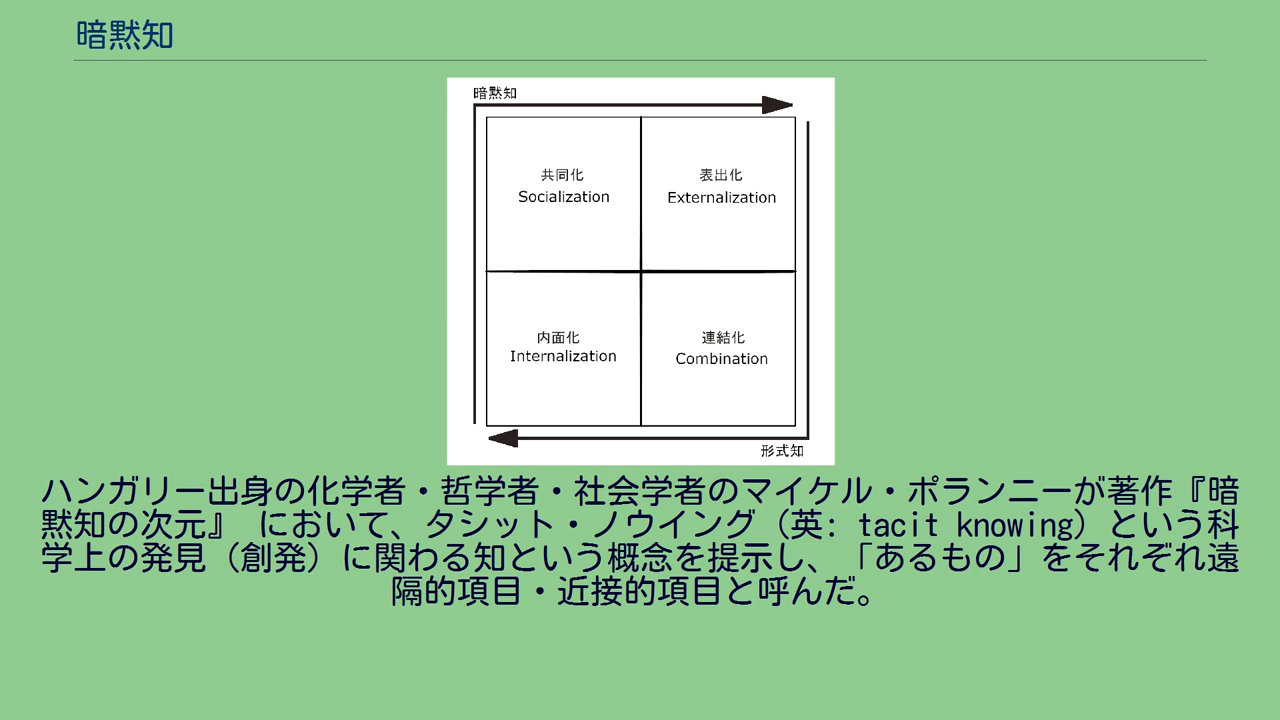 暗黙知
暗黙知
共同化
Socialization
表出化
Externalization
内面化
Internalization
連結化
Combination
形式知
ハンガリー出身の化学者・哲学者・社会学者のマイケル・ポランニーが著作『暗
黙知の次元』 において、タシット・ノウイング（英: tacit knowing）という科
学上の発見（創発）に関わる知という概念を提示し、「あるもの」をそれぞれ遠
隔的項目・近接的項目と呼んだ。